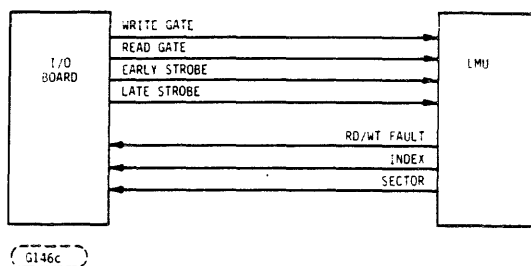 WRITE GATE
READ GATE
I/O
BOARD
EARLY STROBE
LMU
LATE STROBE
RD/WT FAULT
INDEX
SECTOR
G146c